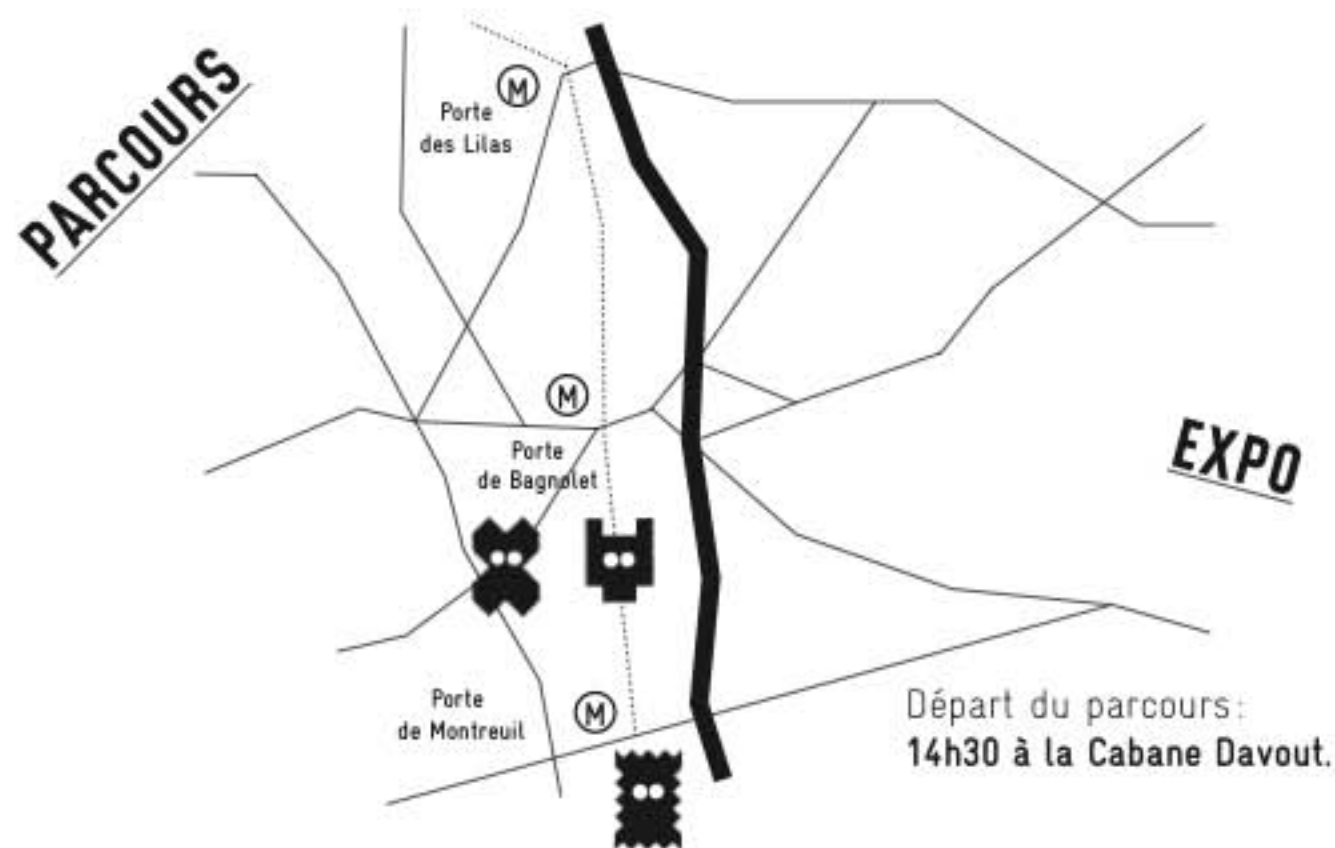 PARCOURS
M
Porte
des Lilas
M
Porte
de Bagnolet
EXPO
Porte
de Montreuil
M
Départ du parcours:
14h30 à la Cabane Davout.